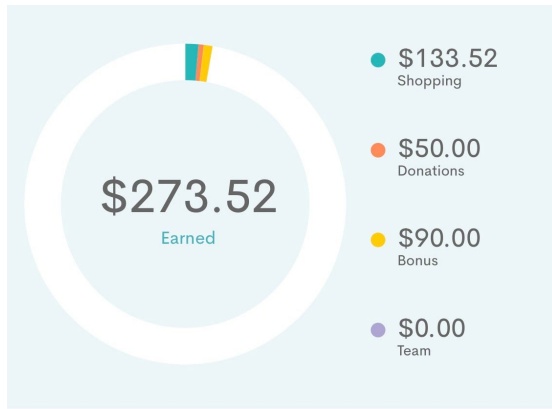 $273.52
Earned
$133.52
Shopping
$50.00
Donations
$90.00
Bonus
$0.00
Team